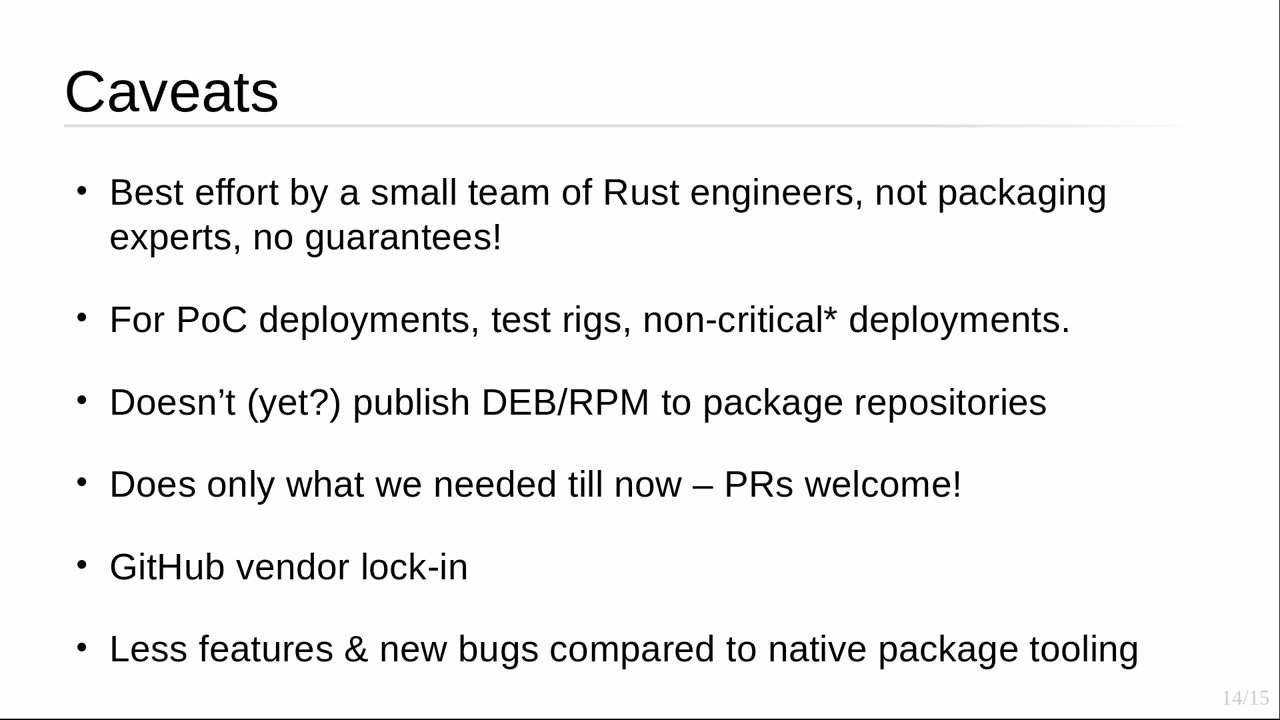 Caveats
• Best effort by a small team of Rust engineers, not packaging
experts, no guarantees!
• For PoC deployments, test rigs, non-critical* deployments.
• Doesn’t (yet?) publish DEB/RPM to package repositories
• Does only what we needed till now – PRs welcome!
• GitHub vendor lock-in
• Less features & new bugs compared to native package tooling
14/15